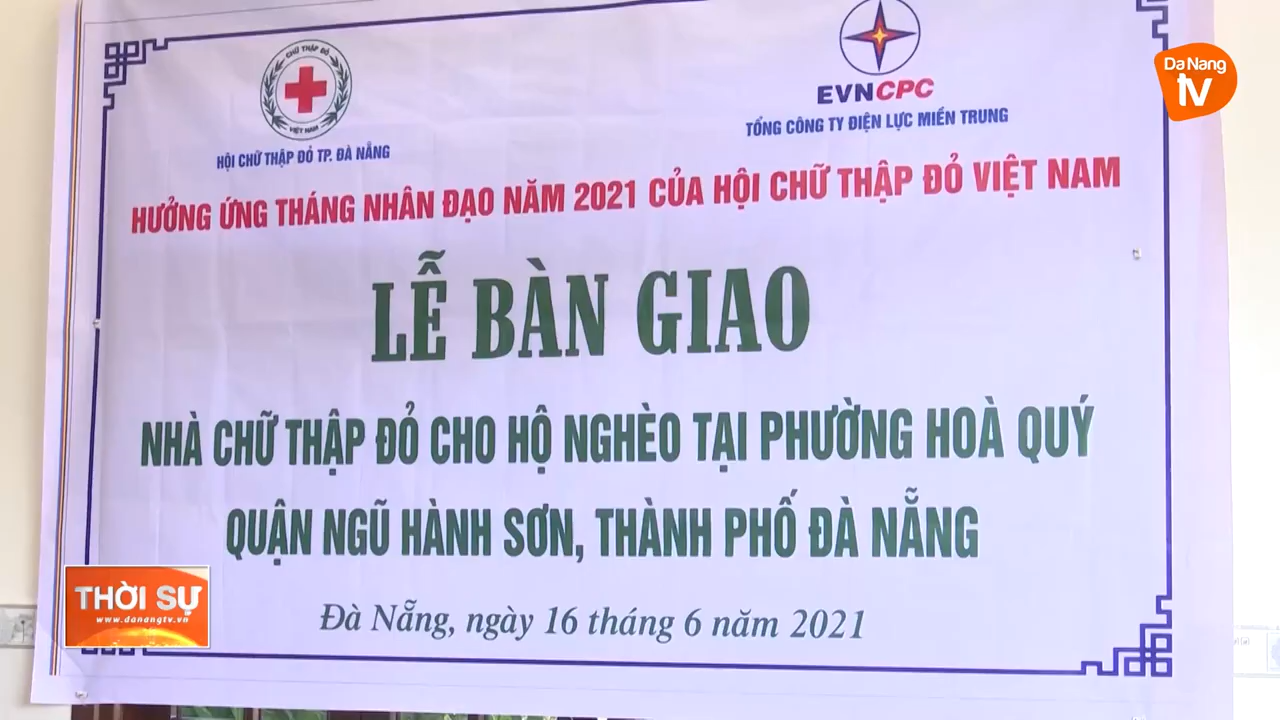 Da Nang
tv
CHỮ THẬP ĐỎ
VIỆT NAM
HỘI CHỮ THẬP ĐỎ TP. ĐÀ NẴNG
EVNCPC
TỔNG CÔNG TY ĐIỆN LỰC MIỀN TRUNG
HƯỞNG ỨNG THÁNG NHÂN ĐẠO NĂM 2021 CỦA HỘI CHỮ THẬP ĐỎ VIỆT NAM
LỄ BÀN GIAO
NHÀ CHỮ THẬP ĐỎ CHO HỘ NGHÈO TẠI PHƯỜNG HOÀ QUÝ
QUẬN NGŨ HÀNH SƠN, THÀNH PHỐ ĐÀ NẴNG
Đà Nẵng, ngày 16 tháng 6 năm 2021
THỜI SỰ
www.danangtv.vn